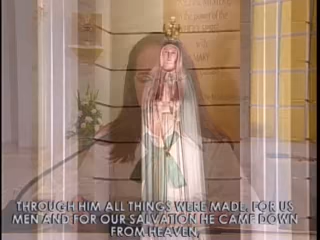 THROUGH HIM ALL THINGS WERE MADE. FOR US
MEN AND FOR OUR SALVATION HE CAME DOWN
FROM HEAVEN,